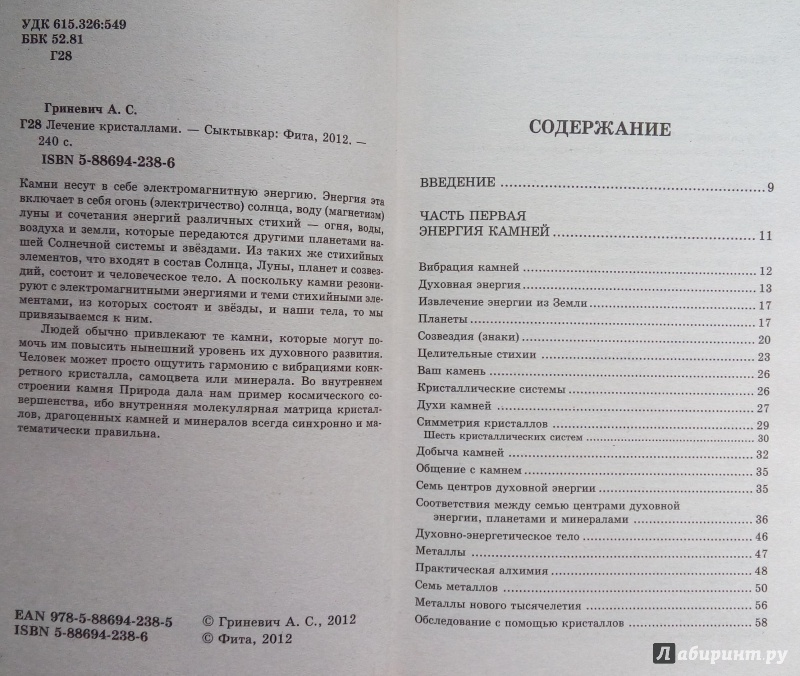 УДК 615.326:549
ББК 52.81
Г28
Гриневич А. С.
Г28 Лечение кристаллами. — Сыктывкар: Фита, 2012. —
240 с.
ISBN 5-88694-238-6
Камни несут в себе электромагнитную энергию. Энергия эта
включает в себя огонь (электричество) солнца, воду (магнетизм)
луны и сочетания энергий различных стихий — огня, воды,
воздуха и земли, которые передаются другими планетами на-
шей Солнечной системы и звёздами. Из таких же стихийных
элементов, что входят в состав Солнца, Луны, планет и созвез-
дий, состоит и человеческое тело. А поскольку камни резони-
руют с электромагнитными энергиями и теми стихийными эле-
ментами, из которых состоят и звёзды, и наши тела, то мы
привязываемся к ним.
Людей обычно привлекают те камни, которые могут по-
мочь им повысить нынешний уровень их духовного развития.
Человек может просто ощутить гармонию с вибрациями конк-
ретного кристалла, самоцвета или минерала. Во внутреннем
строении камня Природа дала нам пример космического со-
вершенства, ибо внутренняя молекулярная матрица кристал-
лов, драгоценных камней и минералов всегда синхронно и ма-
тематически правильна.
EAN 978-5-88694-238-5
ISBN 5-88694-238-6
© Гриневич А. С., 2012
© Фита, 2012
СОДЕРЖАНИЕ
ВВЕДЕНИЕ ..... 9
ЧАСТЬ ПЕРВАЯ
ЭНЕРГИЯ КАМНЕЙ ..... 11
Вибрация камней ..... 12
Духовная энергия ..... 13
Извлечение энергии из Земли ..... 17
Планеты ..... 17
Созвездия (знаки) ..... 20
Целительные стихии ..... 23
Ваш камень ..... 26
Кристаллические системы ..... 26
Духи камней ..... 27
Симметрия кристаллов ..... 29
Шесть кристаллических систем ..... 30
Добыча камней ..... 32
Общение с камнем ..... 35
Семь центров духовной энергии ..... 35
Соответствия между семью центрами духовной
энергии, планетами и минералами ..... 36
Духовно-энергетическое тело ..... 46
Металлы ..... 47
Практическая алхимия ..... 48
Семь металлов ..... 50
Металлы нового тысячелетия ..... 56
Обследование с помощью кристаллов ..... 58
Лабиринт.ру